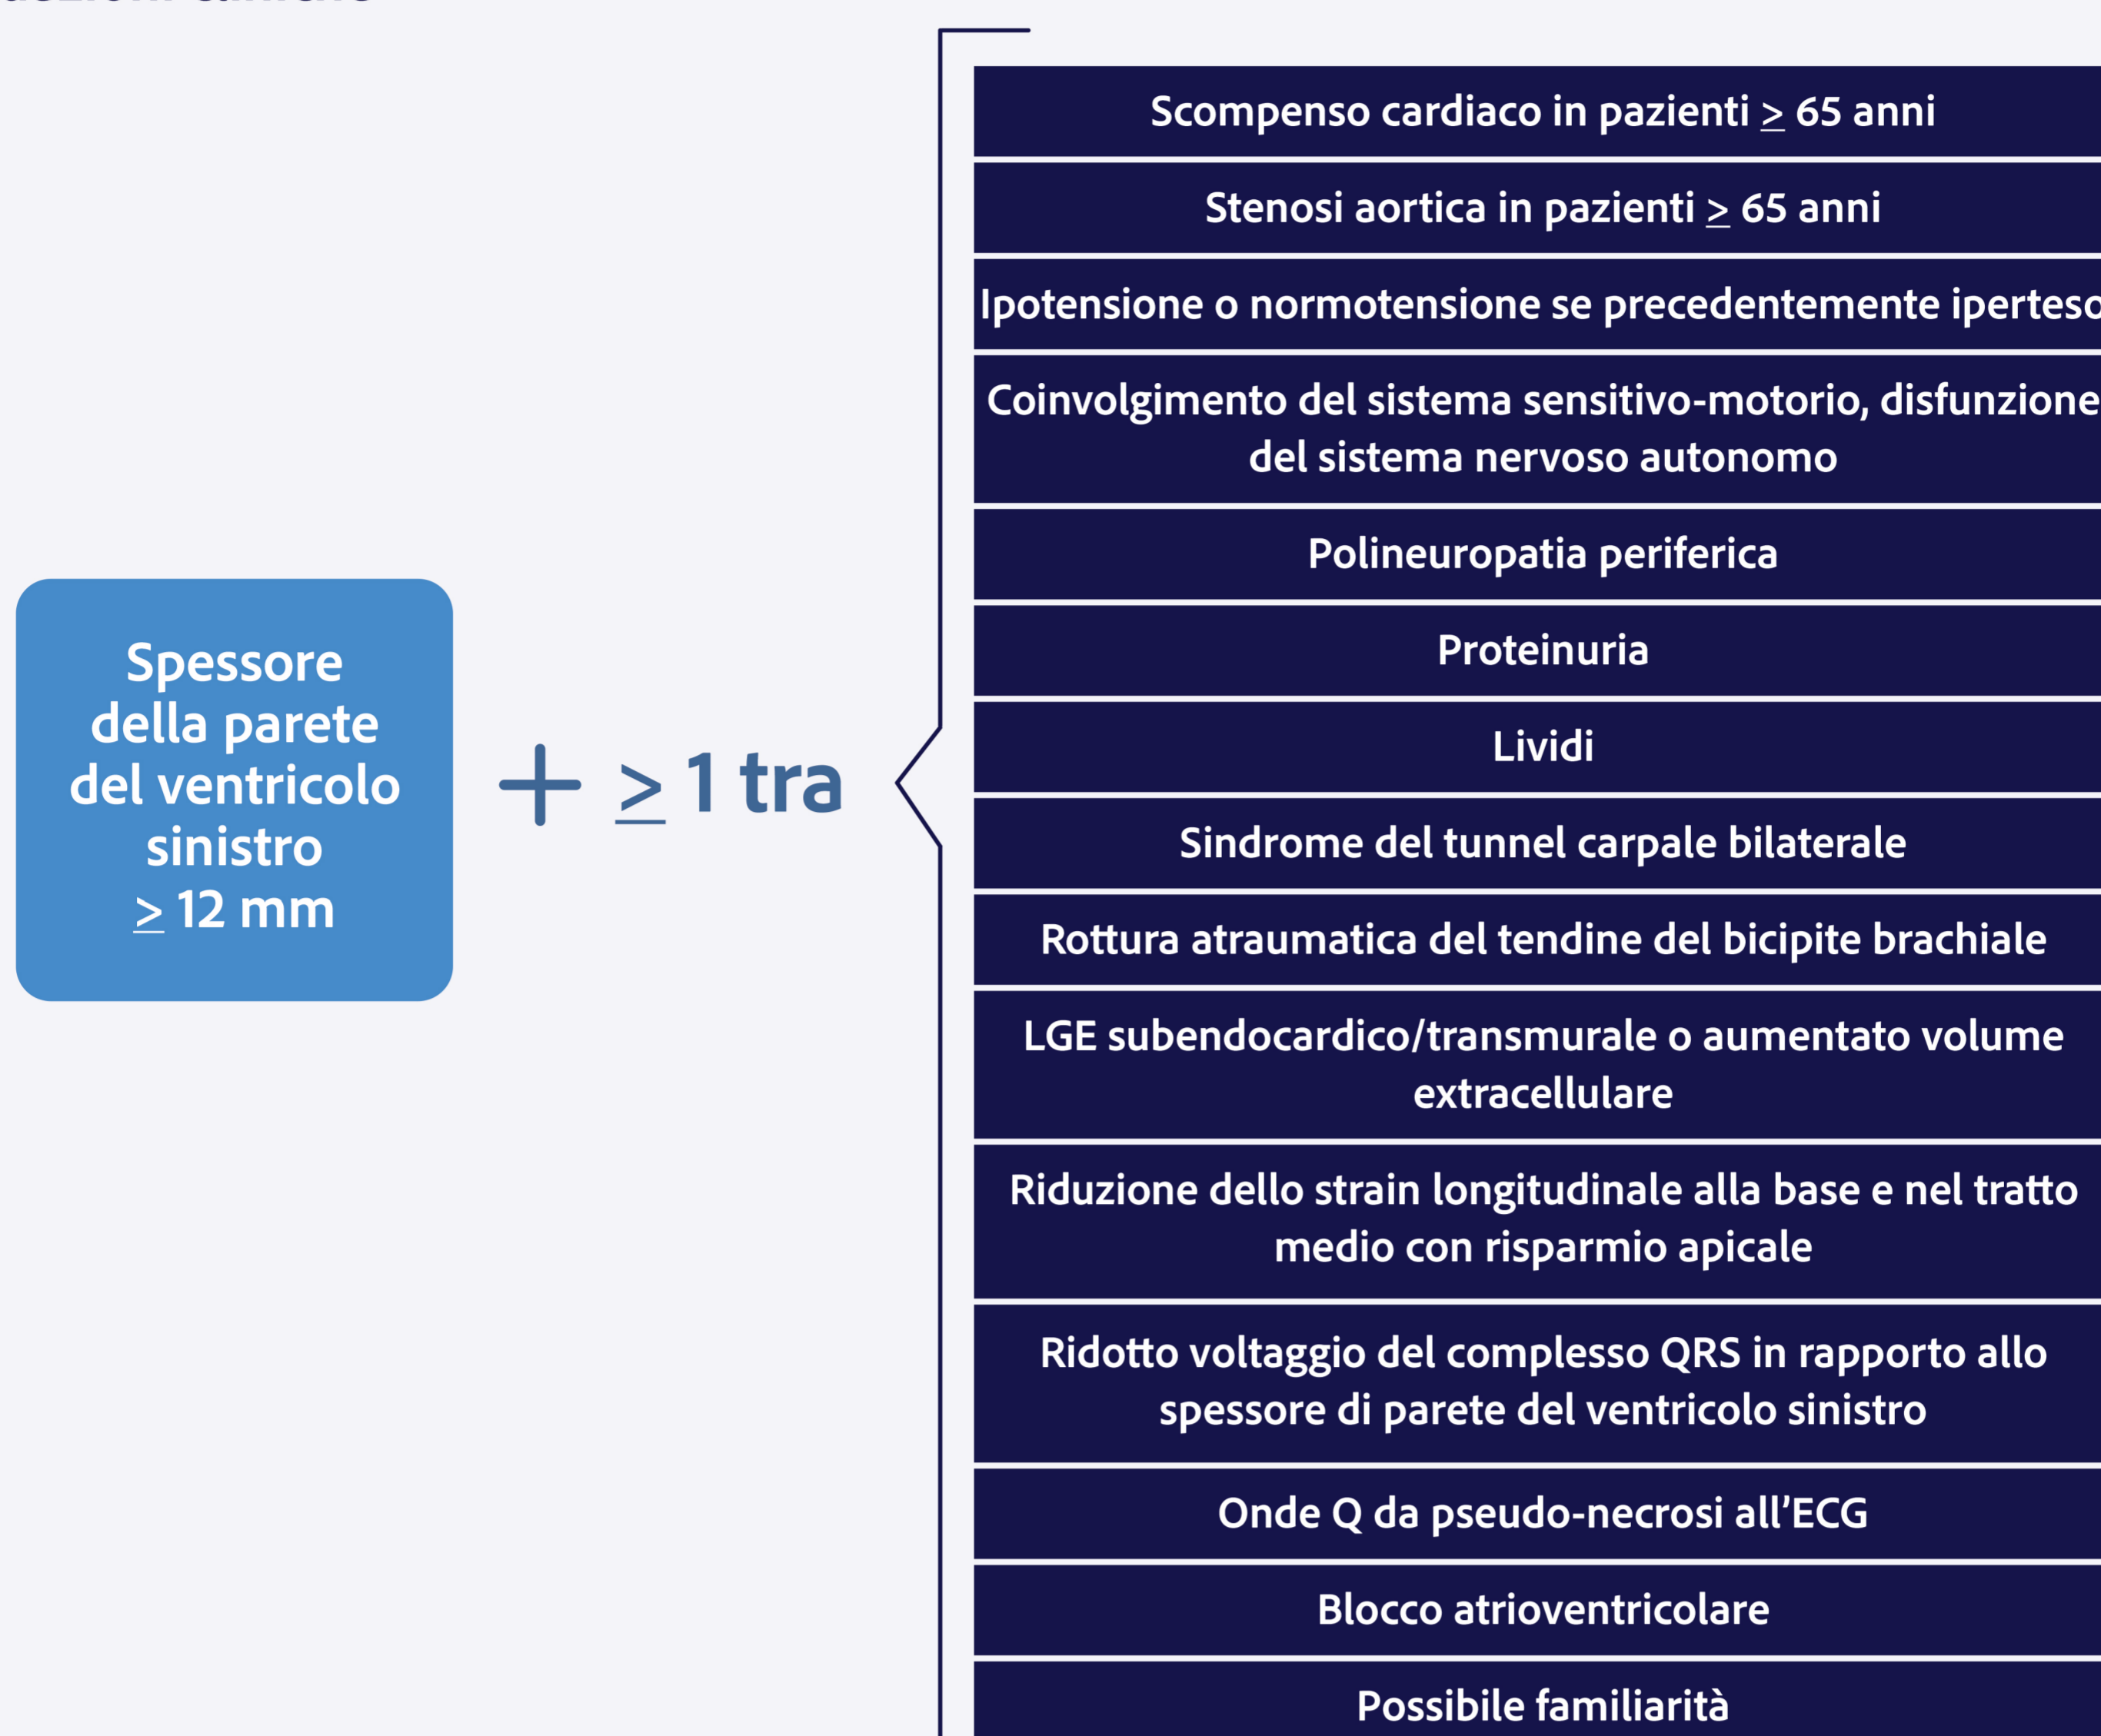 Spessore
della parete
del ventricolo
sinistro
≥ 12 mm
+ ≥ 1 tra
Scompenso cardiaco in pazienti ≥ 65 anni
Stenosi aortica in pazienti ≥ 65 anni
Ipotensione o normotensione se precedentemente iperteso
Coinvolgimento del sistema sensitivo-motorio, disfunzione
del sistema nervoso autonomo
Polineuropatia periferica
Proteinuria
Lividi
Sindrome del tunnel carpale bilaterale
Rottura atraumatica del tendine del bicipite brachiale
LGE subendocardico/transmurale o aumentato volume
extracellulare
Riduzione dello strain longitudinale alla base e nel tratto
medio con risparmio apicale
Ridotto voltaggio del complesso QRS in rapporto allo
spessore di parete del ventricolo sinistro
Onde Q da pseudo-necrosi all’ECG
Blocco atrioventricolare
Possibile familiarità